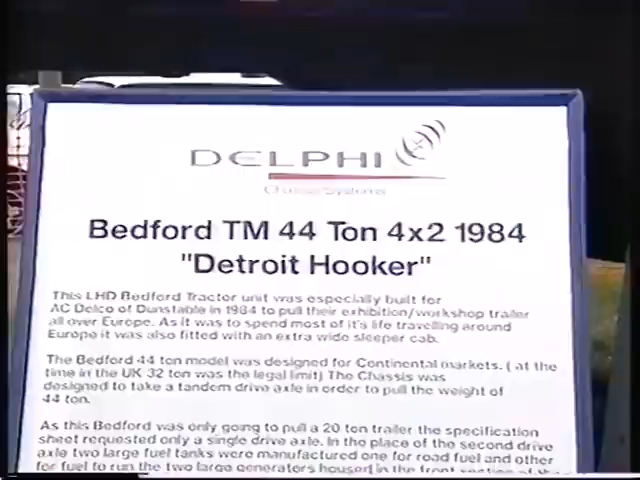 DELPHI
Chassis Systems
Bedford TM 44 Ton 4x2 1984
"Detroit Hooker"
This LHD Bedford Tractor unit was especially built for
AC Delco of Dunstable in 1984 to pull their exhibition/workshop trailer
all over Europe. As it was to spend most of it's life travelling around
Europe it was also fitted with an extra wide sleeper cab.
The Bedford 44 ton model was designed for Continental markets. ( at the
time in the UK 32 ton was the legal limit) The Chassis was
designed to take a tandem drive axle in order to pull the weight of
44 ton.
As this Bedford was only going to pull a 20 ton trailer the specification
sheet requested only a single drive axle. In the place of the second drive
axle two large fuel tanks were manufactured one for road fuel and other
for fuel to run the two large generators housed in the front section of the